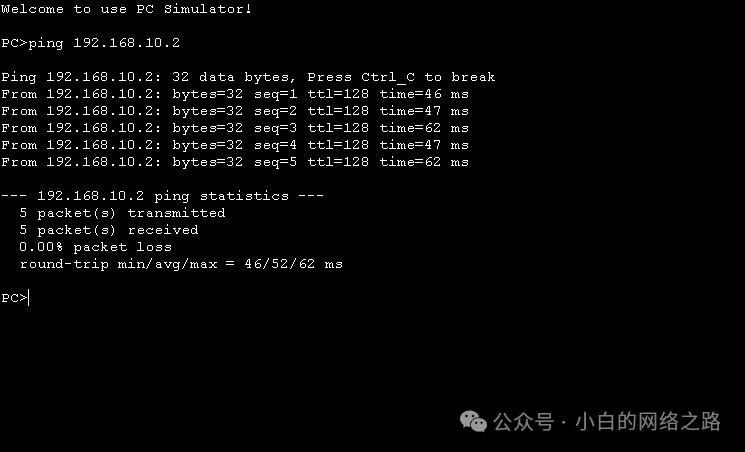 Welcome to use PC Simulator!
PC>ping 192.168.10.2
Ping 192.168.10.2: 32 data bytes, Press Ctrl_C to break
From 192.168.10.2: bytes=32 seq=1 ttl=128 time=46 ms
From 192.168.10.2: bytes=32 seq=2 ttl=128 time=47 ms
From 192.168.10.2: bytes=32 seq=3 ttl=128 time=62 ms
From 192.168.10.2: bytes=32 seq=4 ttl=128 time=47 ms
From 192.168.10.2: bytes=32 seq=5 ttl=128 time=62 ms
--- 192.168.10.2 ping statistics ---
  5 packet(s) transmitted
  5 packet(s) received
  0.00% packet loss
  round-trip min/avg/max = 46/52/62 ms
PC>
公众号 · 小白的网络之路